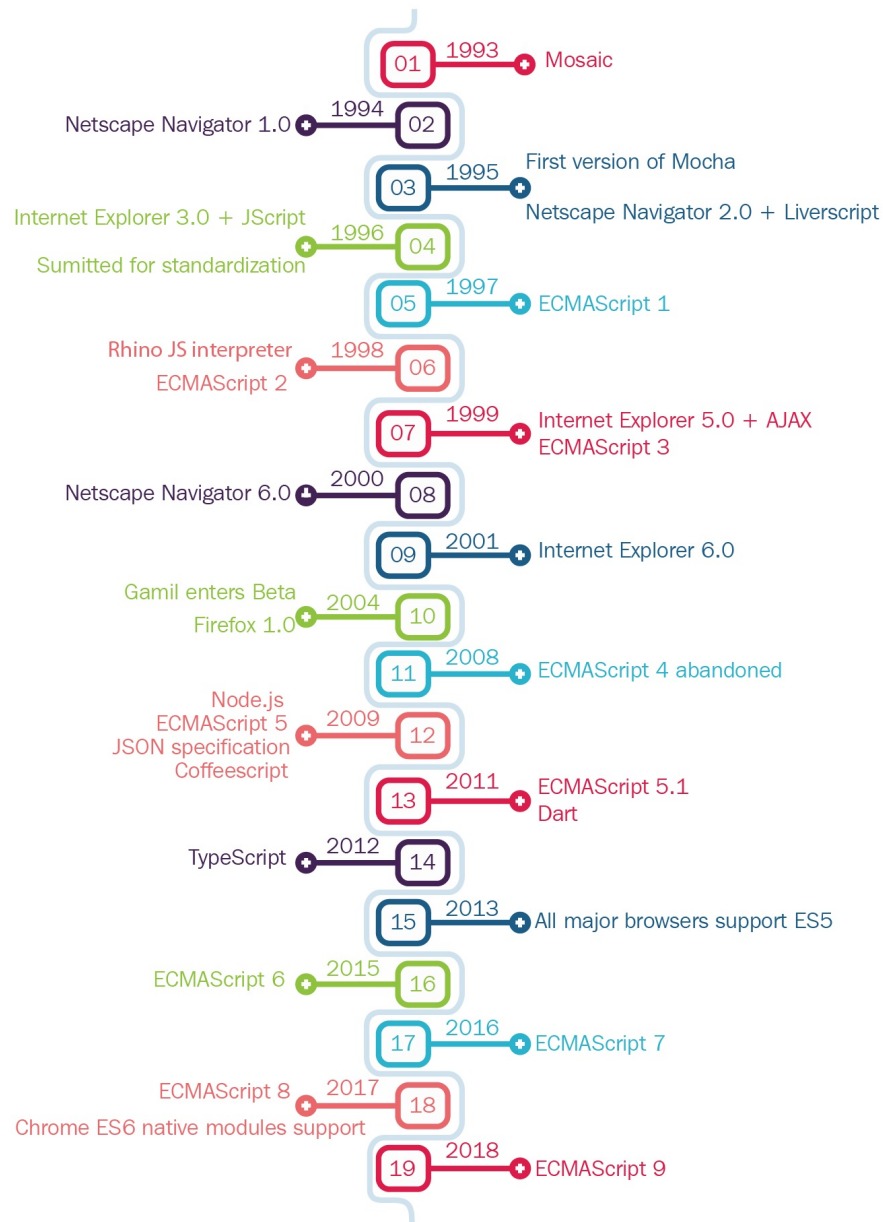 01 1993 Mosaic
Netscape Navigator 1.0 1994 02
First version of Mocha
03 1995
Netscape Navigator 2.0 + Liverscript
Internet Explorer 3.0 + JScript
1996 04
Sumitted for standardization
05 1997 ECMAScript 1
Rhino JS interpreter
1998 06
ECMAScript 2
07 1999
Internet Explorer 5.0 + AJAX
ECMAScript 3
Netscape Navigator 6.0 2000 08
09 2001 Internet Explorer 6.0
Gamil enters Beta
2004 10
Firefox 1.0
11 2008 ECMAScript 4 abandoned
Node.js
ECMAScript 5
2009 12
JSON specification
Coffeescript
13 2011
ECMAScript 5.1
Dart
TypeScript 2012 14
15 2013 All major browsers support ES5
ECMAScript 6 2015 16
17 2016 ECMAScript 7
ECMAScript 8 2017 18
Chrome ES6 native modules support
19 2018 ECMAScript 9